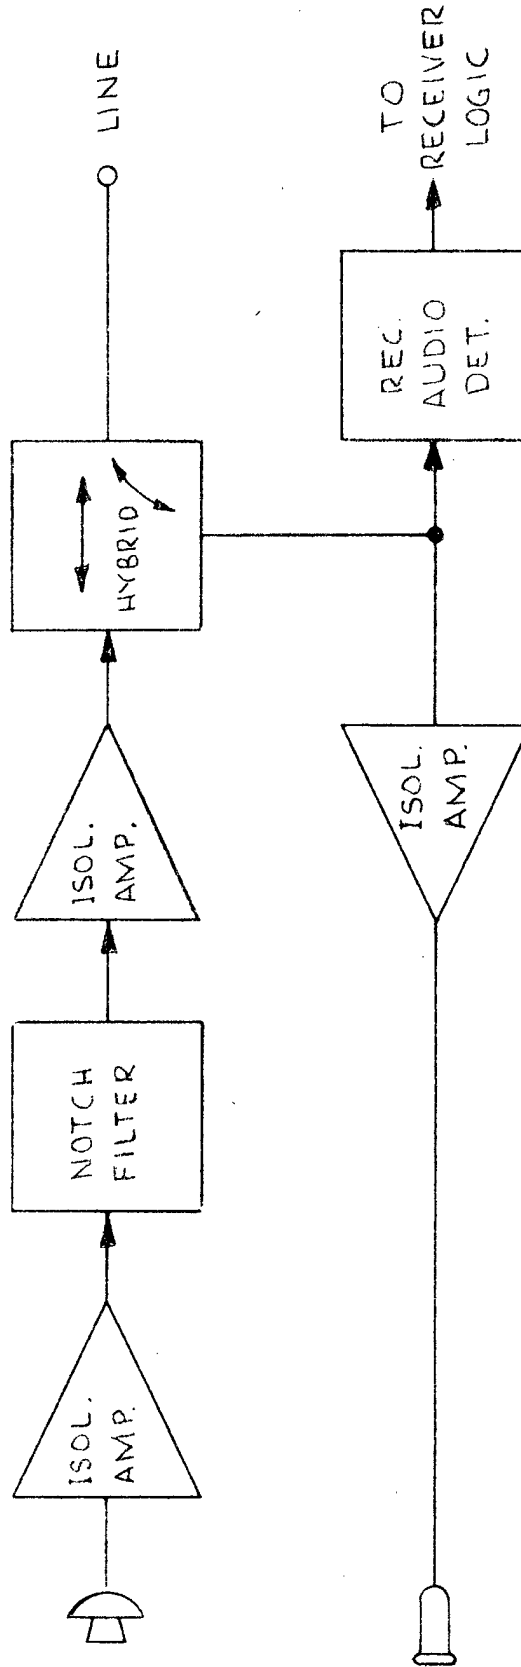 ISOL.
AMP.
NOTCH
FILTER
ISOL.
AMP.
HYBRID
LINE
ISOL.
AMP.
REC.
AUDIO
DET.
TO
RECEIVER
LOGIC